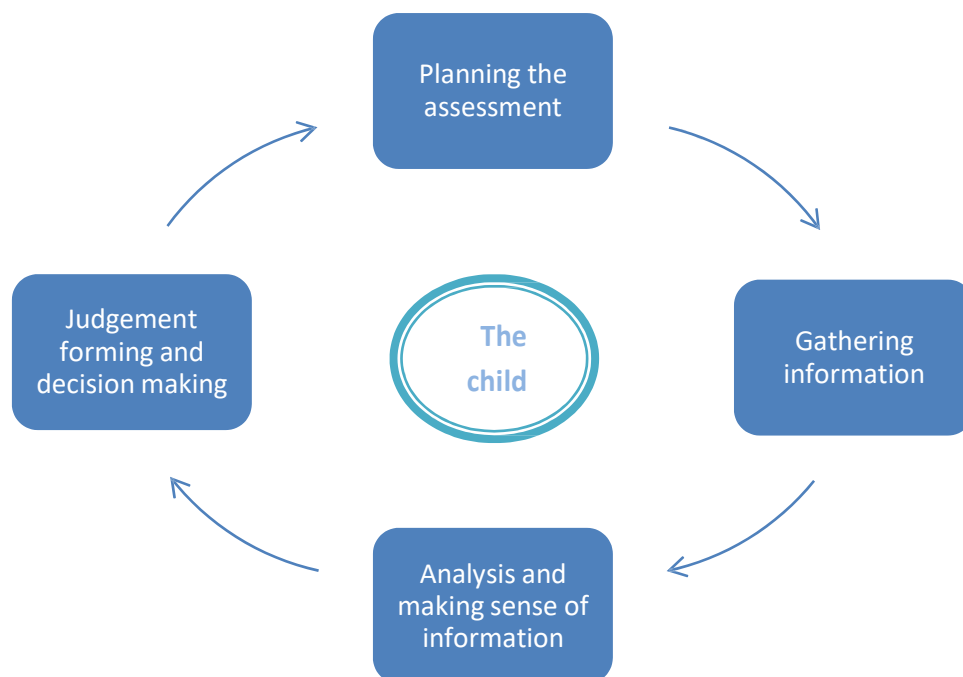 Planning the
assessment
Gathering
information
Analysis and
making sense of
information
Judgement
forming and
decision making
The
child